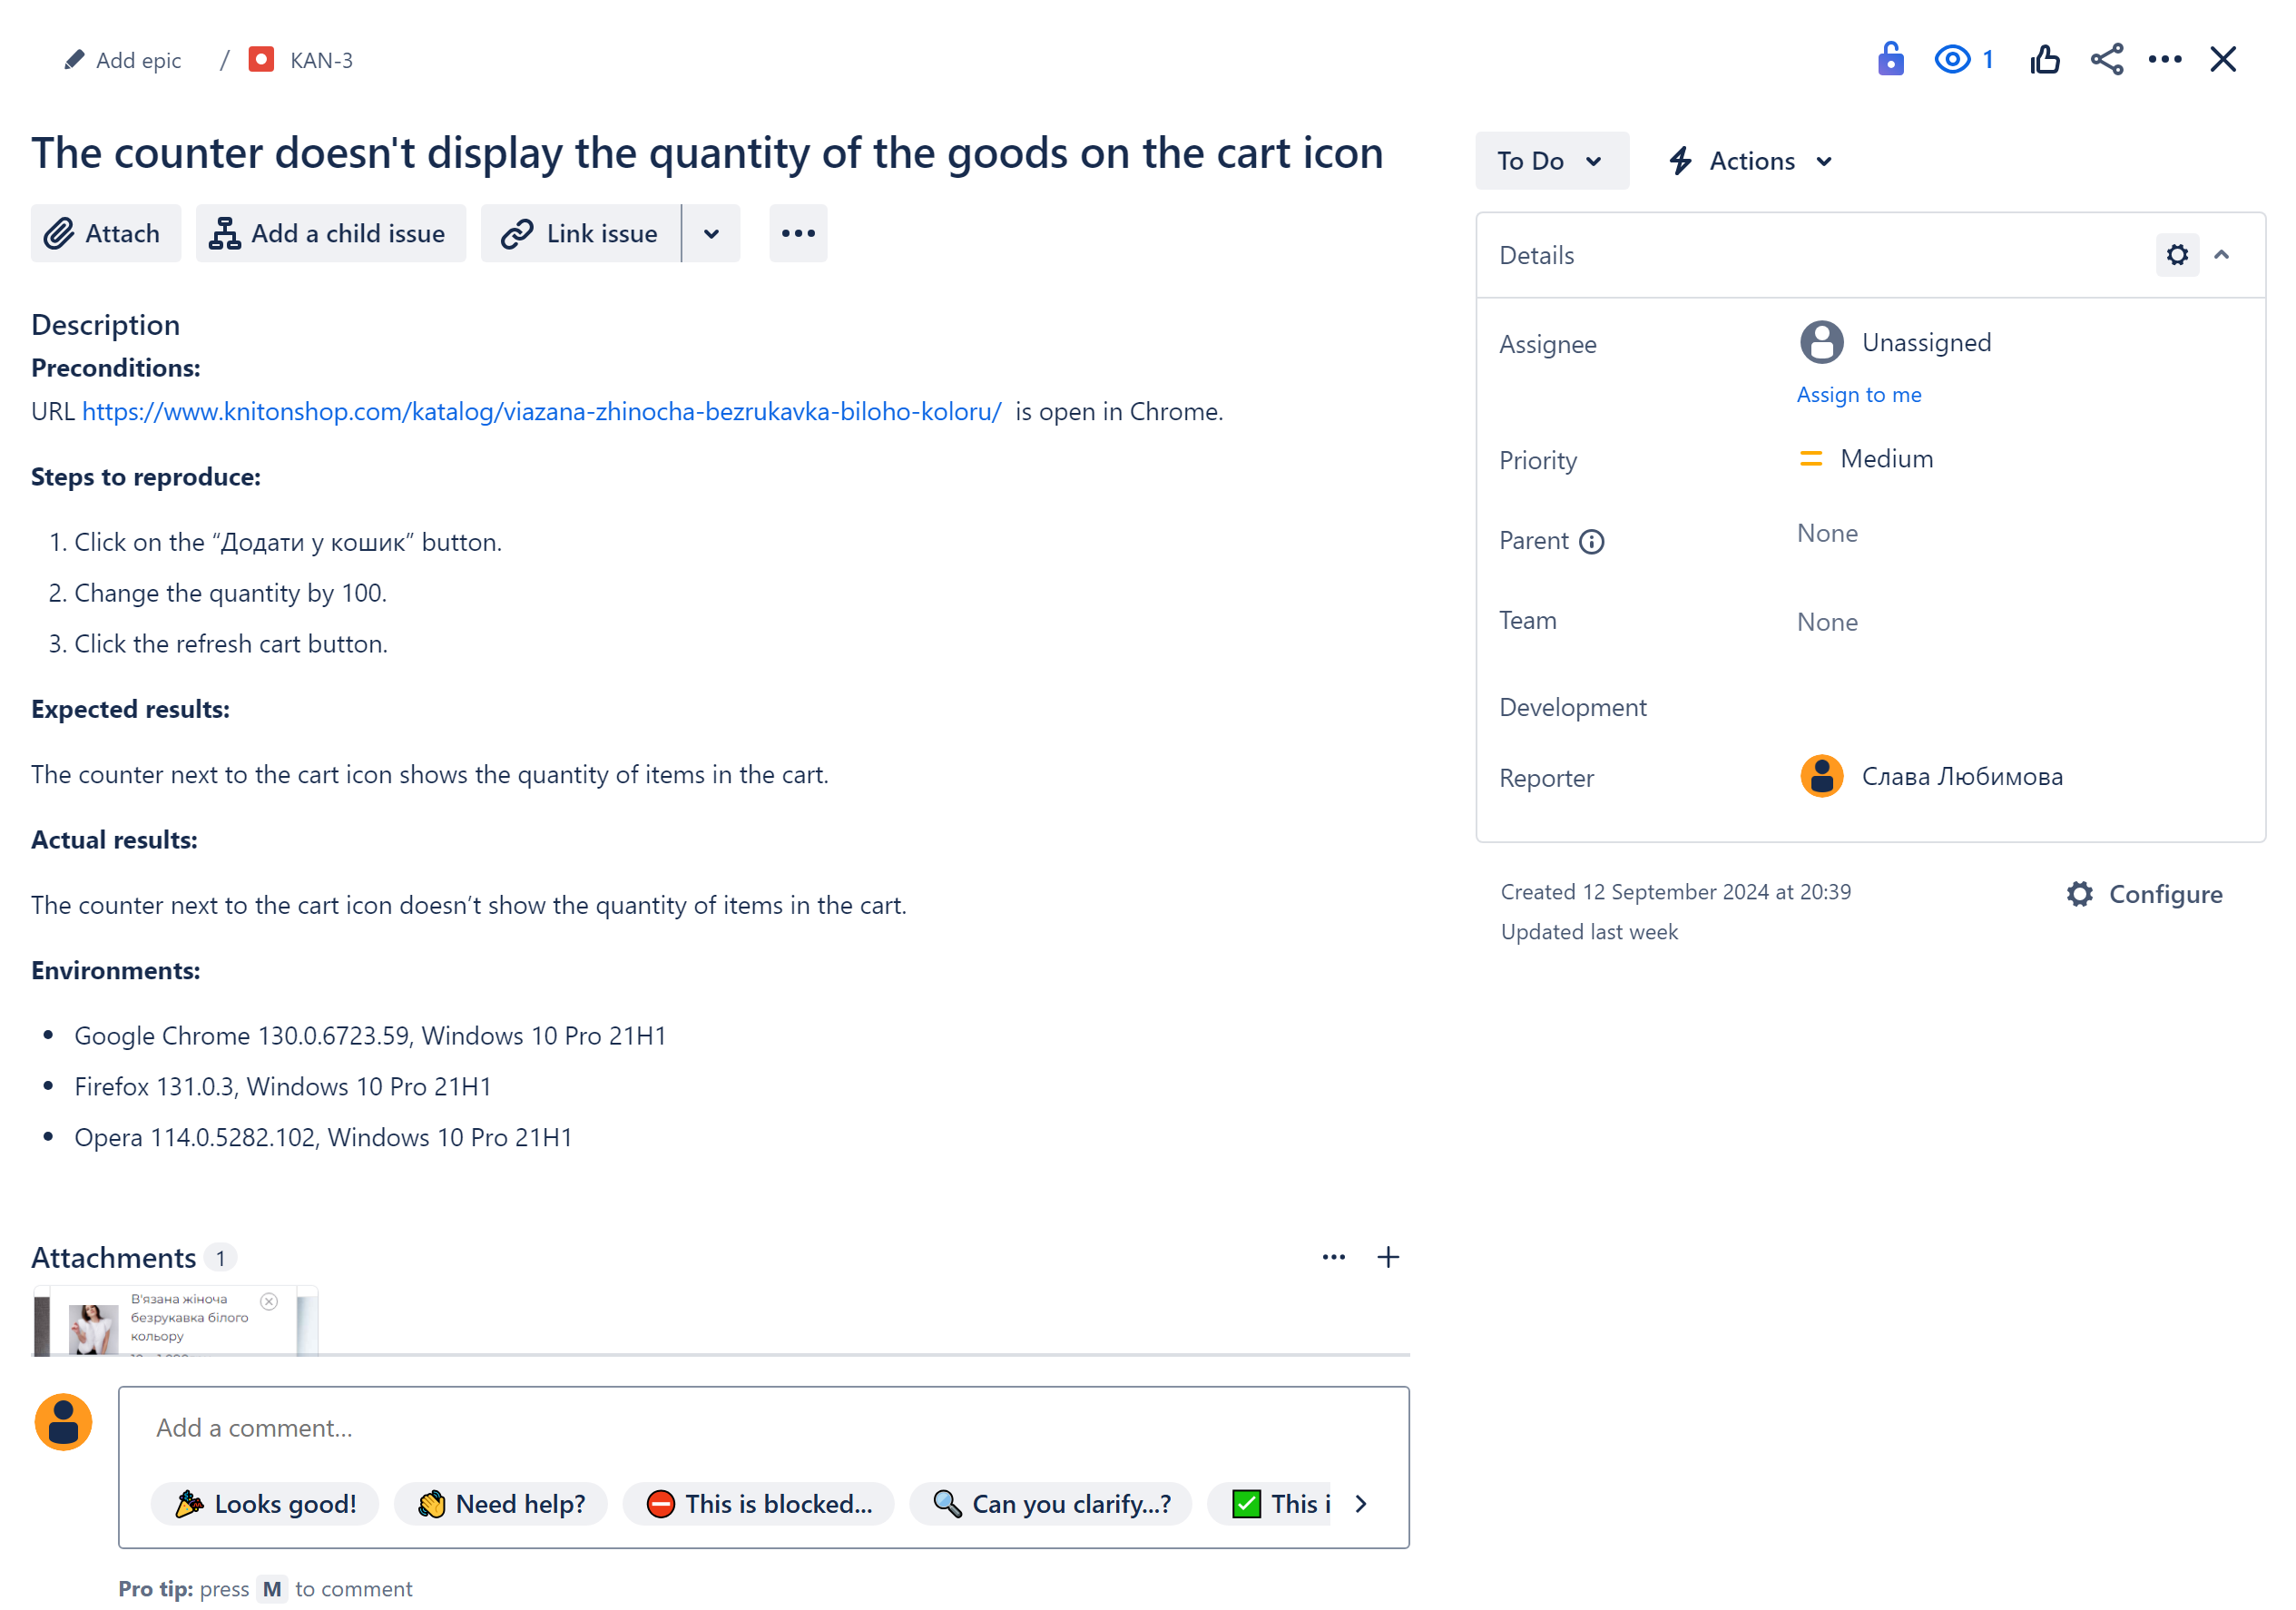 Add epic / KAN-3
1
The counter doesn't display the quantity of the goods on the cart icon
Attach
Add a child issue
Link issue
Description
Preconditions:
URL https://www.knitonshop.com/katalog/viazana-zhinocha-bezrukavka-biloho-koloru/ is open in Chrome.
Steps to reproduce:
1. Click on the “Додати у кошик” button.
2. Change the quantity by 100.
3. Click the refresh cart button.
Expected results:
The counter next to the cart icon shows the quantity of items in the cart.
Actual results:
The counter next to the cart icon doesn’t show the quantity of items in the cart.
Environments:
• Google Chrome 130.0.6723.59, Windows 10 Pro 21H1
• Firefox 131.0.3, Windows 10 Pro 21H1
• Opera 114.0.5282.102, Windows 10 Pro 21H1
Attachments 1
В'язана жіноча
безрукавка білого
кольору
Add a comment...
Looks good!
Need help?
This is blocked...
Can you clarify...?
This i
Pro tip: press M to comment
To Do
Actions
Details
Assignee
Unassigned
Assign to me
Priority
Medium
Parent
None
Team
None
Development
Reporter
Слава Любимова
Created 12 September 2024 at 20:39
Updated last week
Configure